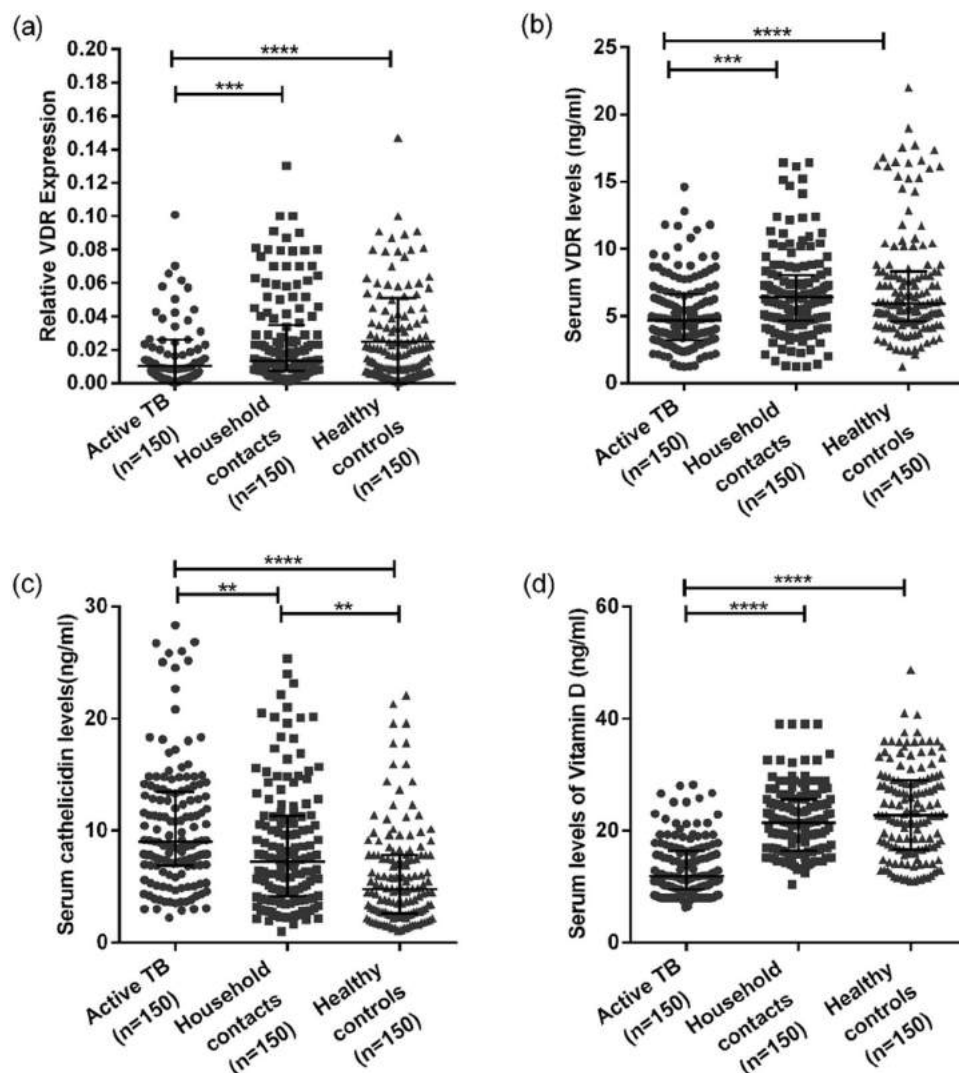 (a)
Relative VDR Expression
0.20
0.18
0.16
0.14
0.12
0.10
0.08
0.06
0.04
0.02
0.00
****
***
Active TB
(n=150)
Household
contacts
(n=150)
Healthy
controls
(n=150)
(b)
Serum VDR levels (ng/ml)
25
20
15
10
5
0
****
***
Active TB
(n=150)
Household
contacts
(n=150)
Healthy
controls
(n=150)
(c)
Serum cathelicidin levels(ng/ml)
30
20
10
0
****
**
**
Active TB
(n=150)
Household
contacts
(n=150)
Healthy
controls
(n=150)
(d)
Serum levels of Vitamin D (ng/ml)
60
40
20
0
****
****
Active TB
(n=150)
Household
contacts
(n=150)
Healthy
controls
(n=150)